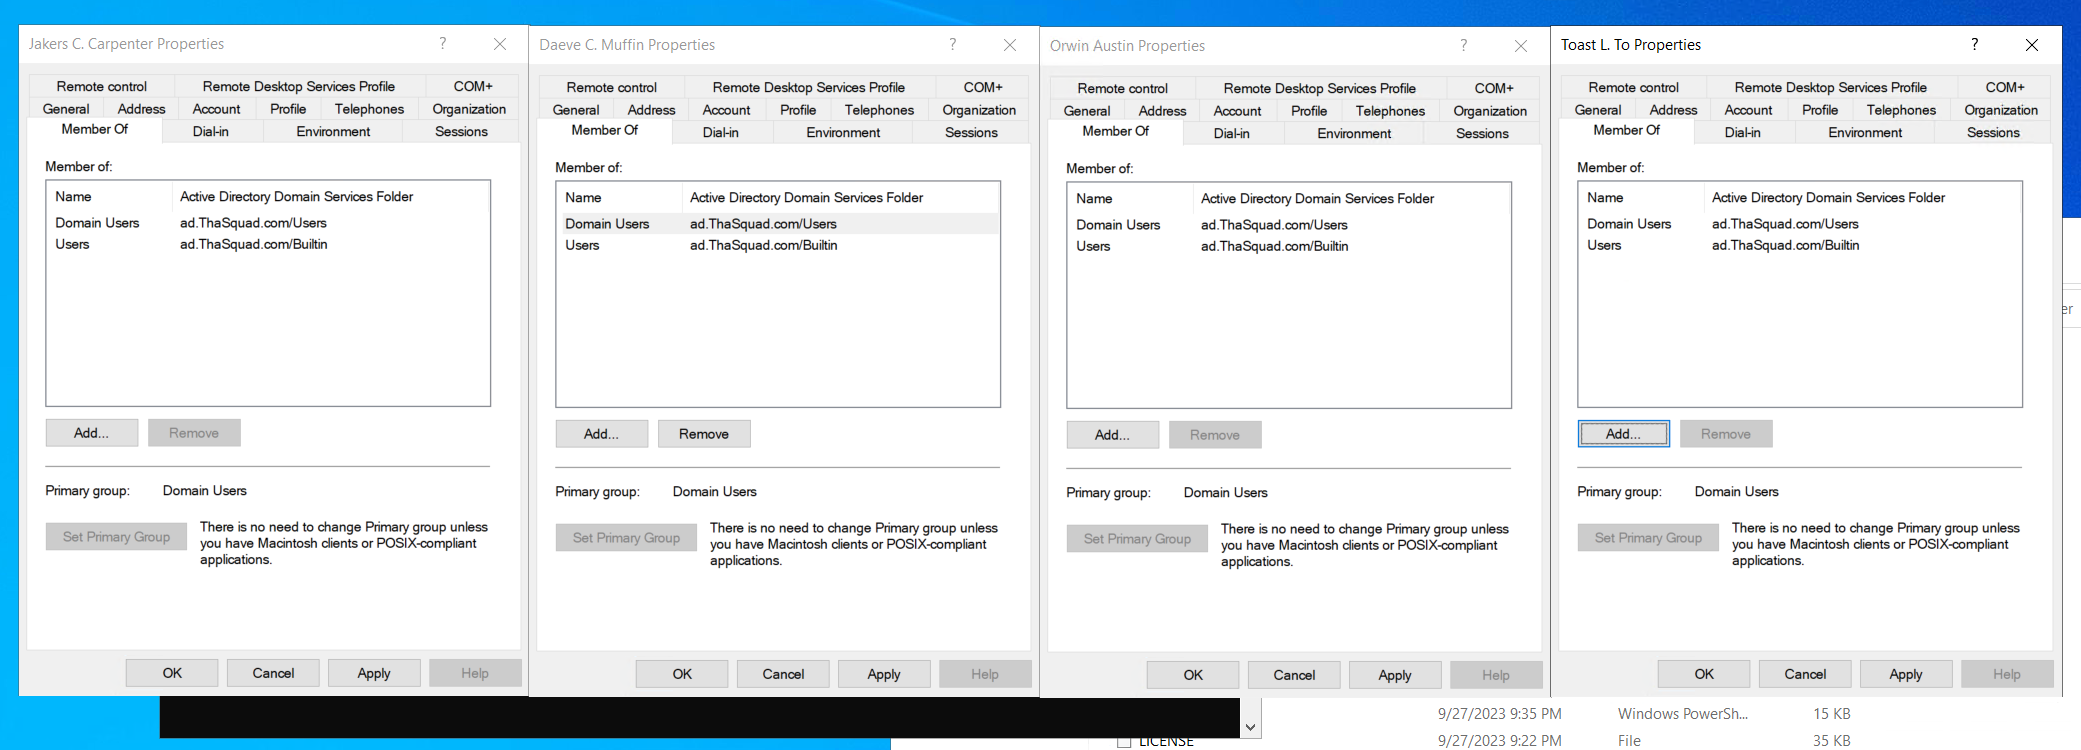 Jakers C. Carpenter Properties
Remote control Remote Desktop Services Profile COM+
General Address Account Profile Telephones Organization
Member Of Dial-in Environment Sessions
Member of:
Name Active Directory Domain Services Folder
Domain Users ad.ThaSquad.com/Users
Users ad.ThaSquad.com/Builtin
Add... Remove
Primary group: Domain Users
Set Primary Group
There is no need to change Primary group unless
you have Macintosh clients or POSIX-compliant
applications.
OK Cancel Apply Help
Daeve C. Muffin Properties
Remote control Remote Desktop Services Profile COM+
General Address Account Profile Telephones Organization
Member Of Dial-in Environment Sessions
Member of:
Name Active Directory Domain Services Folder
Domain Users ad.ThaSquad.com/Users
Users ad.ThaSquad.com/Builtin
Add... Remove
Primary group: Domain Users
Set Primary Group
There is no need to change Primary group unless
you have Macintosh clients or POSIX-compliant
applications.
OK Cancel Apply Help
Orwin Austin Properties
Remote control Remote Desktop Services Profile COM+
General Address Account Profile Telephones Organization
Member Of Dial-in Environment Sessions
Member of:
Name Active Directory Domain Services Folder
Domain Users ad.ThaSquad.com/Users
Users ad.ThaSquad.com/Builtin
Add... Remove
Primary group: Domain Users
Set Primary Group
There is no need to change Primary group unless
you have Macintosh clients or POSIX-compliant
applications.
OK Cancel Apply Help
Toast L. To Properties
Remote control Remote Desktop Services Profile COM+
General Address Account Profile Telephones Organization
Member Of Dial-in Environment Sessions
Member of:
Name Active Directory Domain Services Folder
Domain Users ad.ThaSquad.com/Users
Users ad.ThaSquad.com/Builtin
Add... Remove
Primary group: Domain Users
Set Primary Group
There is no need to change Primary group unless
you have Macintosh clients or POSIX-compliant
applications.
OK Cancel Apply Help
er
9/27/2023 9:35 PM Windows PowerSh... 15 KB
LICENSE 9/27/2023 9:22 PM File 35 KB